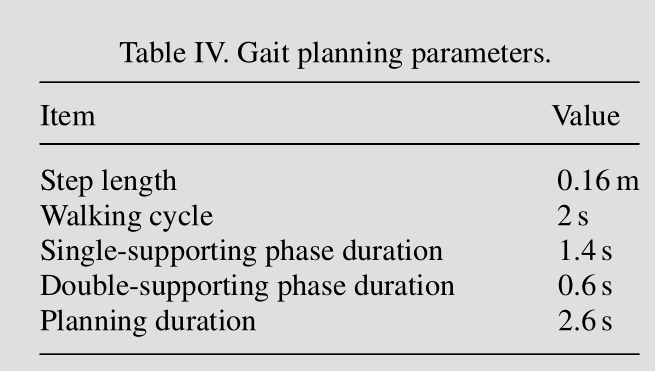 Table IV. Gait planning parameters.
Item Value
Step length 0.16 m
Walking cycle 2 s
Single-supporting phase duration 1.4 s
Double-supporting phase duration 0.6 s
Planning duration 2.6 s